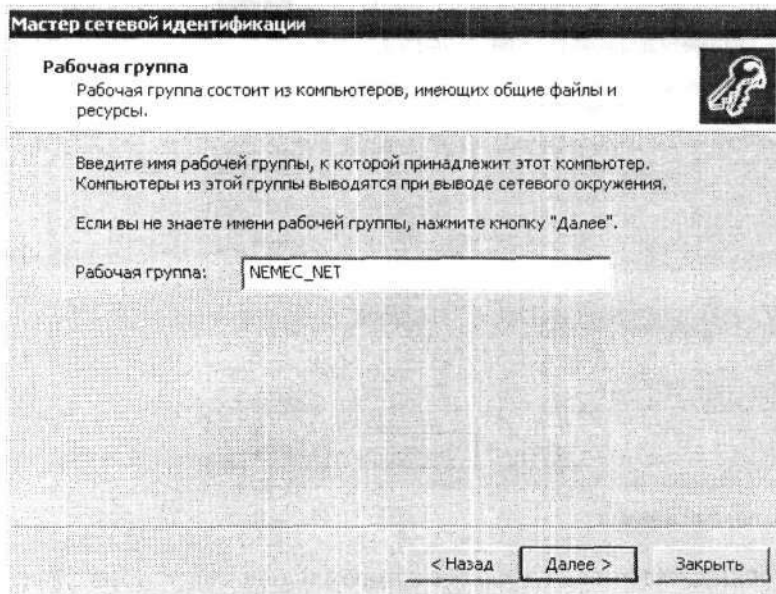 Мастер сетевой идентификации
Рабочая группа
Рабочая группа состоит из компьютеров, имеющих общие файлы и
ресурсы.
Введите имя рабочей группы, к которой принадлежит этот компьютер.
Компьютеры из этой группы выводятся при выводе сетевого окружения.
Если вы не знаете имени рабочей группы, нажмите кнопку "Далее".
Рабочая группа: NEMEC_NET
< Назад Далее > Закрыть